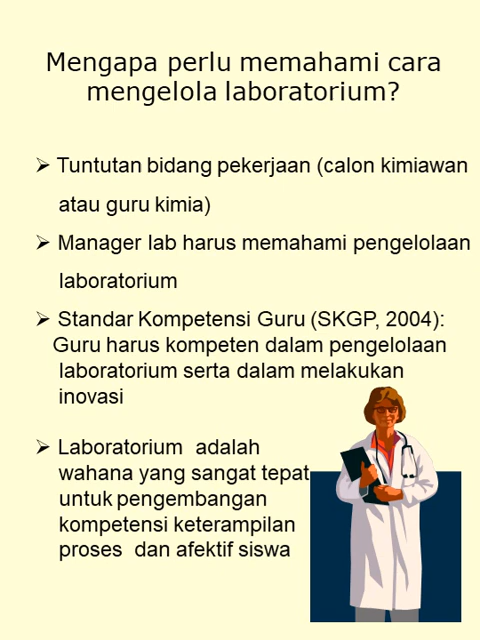 Mengapa perlu memahami cara
mengelola laboratorium?
➢ Tuntutan bidang pekerjaan (calon kimiawan
atau guru kimia)
➢ Manager lab harus memahami pengelolaan
laboratorium
➢ Standar Kompetensi Guru (SKGP, 2004):
Guru harus kompeten dalam pengelolaan
laboratorium serta dalam melakukan
inovasi
➢ Laboratorium adalah
wahana yang sangat tepat
untuk pengembangan
kompetensi keterampilan
proses dan afektif siswa